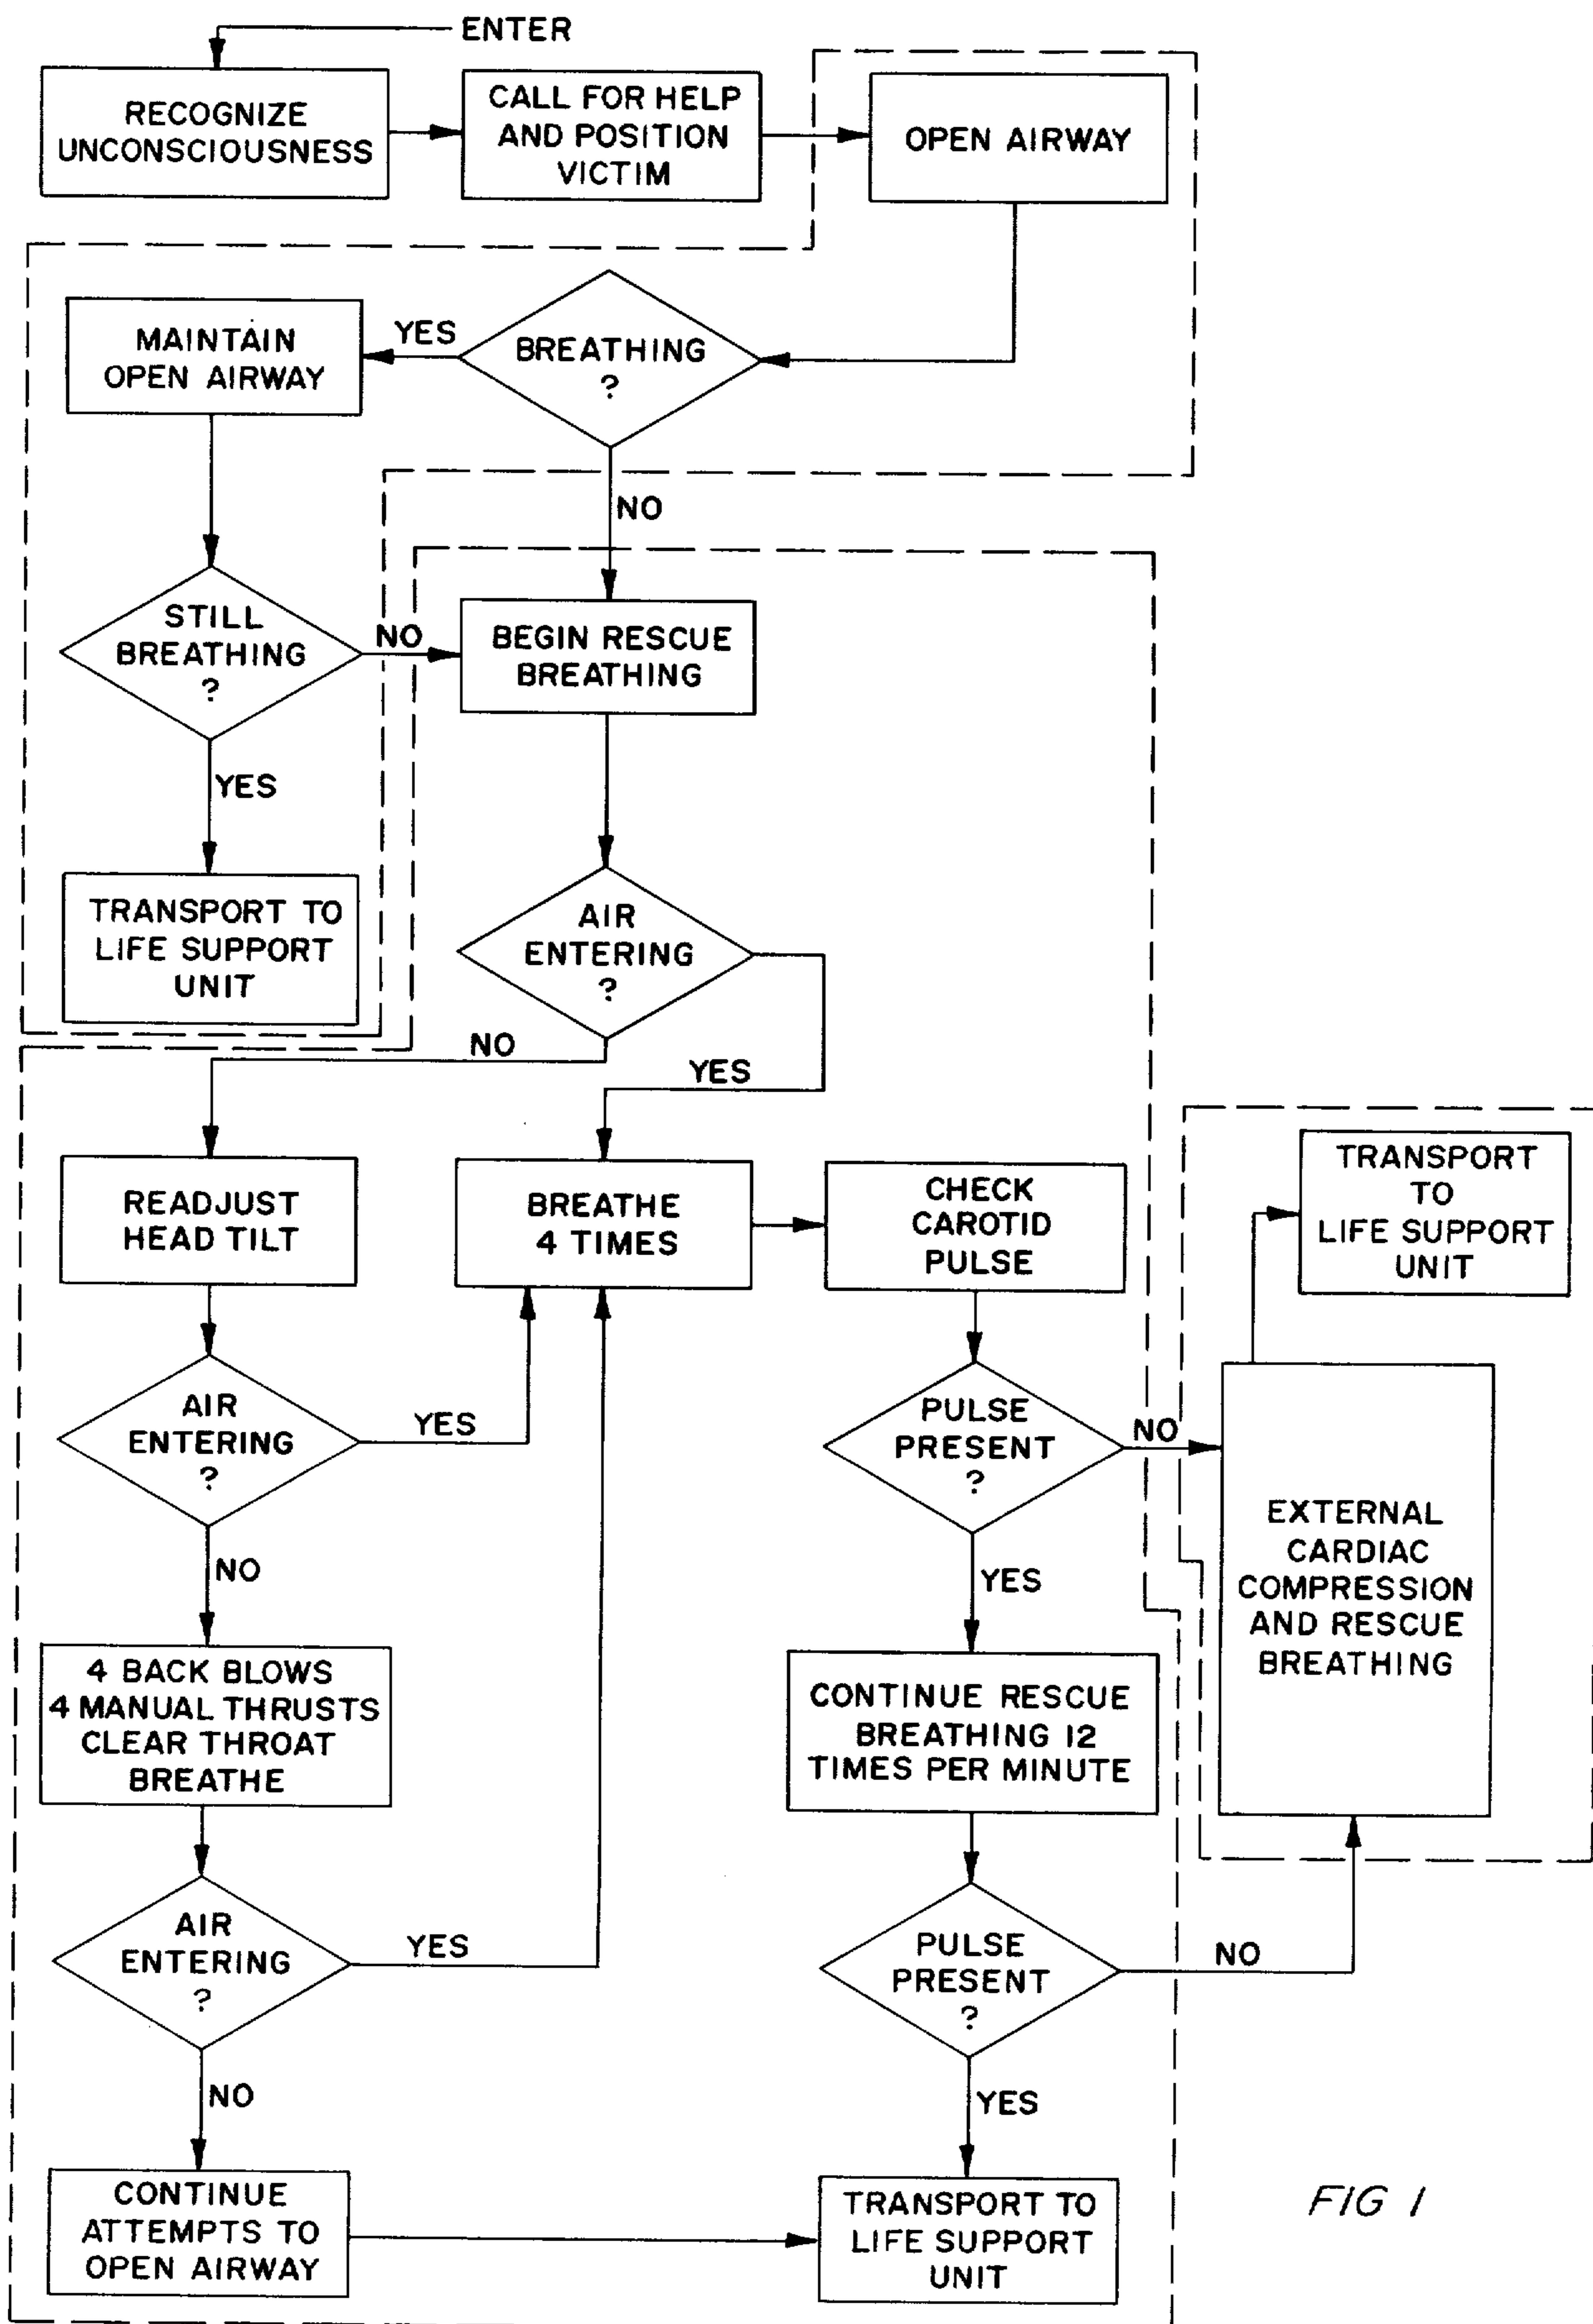 ENTER
RECOGNIZE
UNCONSCIOUSNESS
CALL FOR HELP
AND POSITION
VICTIM
OPEN AIRWAY
BREATHING
?
YES
MAINTAIN
OPEN AIRWAY
NO
STILL
BREATHING
?
NO
BEGIN RESCUE
BREATHING
YES
TRANSPORT TO
LIFE SUPPORT
UNIT
AIR
ENTERING
?
NO
YES
READJUST
HEAD TILT
BREATHE
4 TIMES
CHECK
CAROTID
PULSE
TRANSPORT
TO
LIFE SUPPORT
UNIT
AIR
ENTERING
?
YES
PULSE
PRESENT
?
NO
EXTERNAL
CARDIAC
COMPRESSION
AND RESCUE
BREATHING
NO
YES
4 BACK BLOWS
4 MANUAL THRUSTS
CLEAR THROAT
BREATHE
CONTINUE RESCUE
BREATHING 12
TIMES PER MINUTE
AIR
ENTERING
?
YES
PULSE
PRESENT
?
NO
NO
YES
CONTINUE
ATTEMPTS TO
OPEN AIRWAY
TRANSPORT TO
LIFE SUPPORT
UNIT
FIG 1